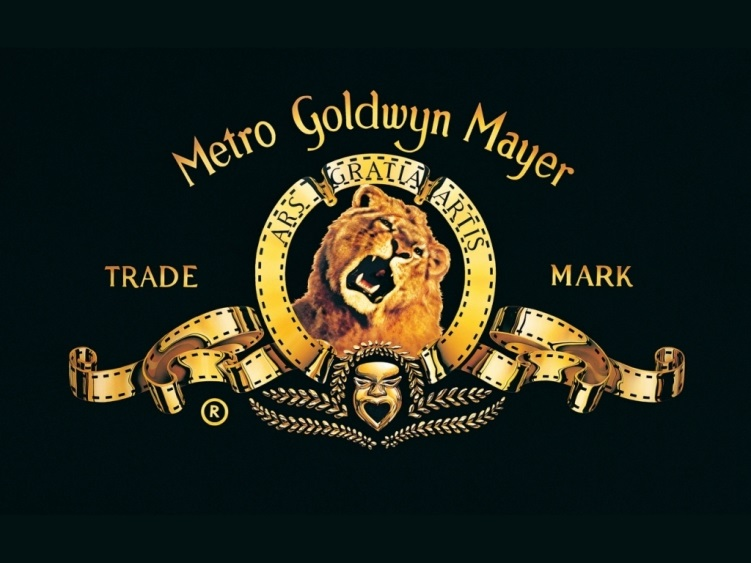 Metro Goldwyn Mayer
ARS GRATIA ARTIS
TRADE MARK
®